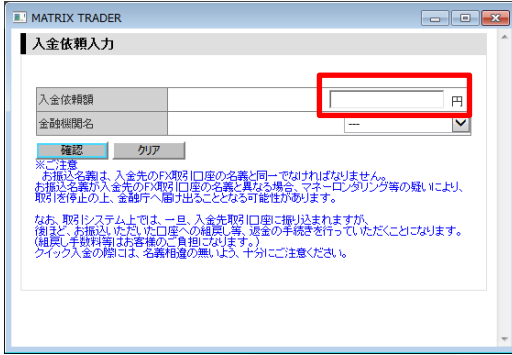 MATRIX TRADER
入金依頼入力
入金依頼額
円
金融機関名
---
確認 クリア
※ご注意
お振込名義は、入金先のFX取引口座の名義と同一でなければなりません。
お振込名義が入金先のFX取引口座の名義と異なる場合、マネーロンダリング等の疑いにより、
取引を停止の上、金融庁へ届け出ることとなる可能性があります。
なお、取引システム上では、一旦、入金先取引口座に振り込まれますが、
後ほど、お振込いただいた口座への組戻し等、返金の手続きを行っていただくことになります。
(組戻し手数料等はお客様のご負担になります。)
クイック入金の際には、名義相違の無いよう、十分にご注意ください。